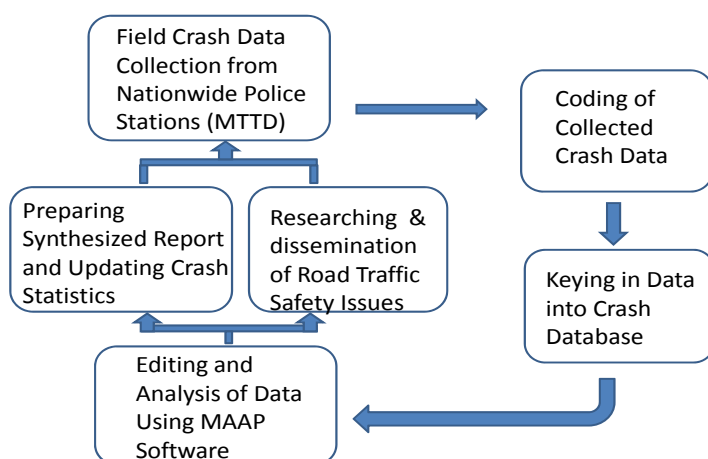 Field Crash Data
Collection from
Nationwide Police
Stations (MTTD)
Coding of
Collected
Crash Data
Preparing
Synthesized Report
and Updating Crash
Statistics
Researching &
dissemination
of Road Traffic
Safety Issues
Keying in Data
into Crash
Database
Editing and
Analysis of Data
Using MAAP
Software